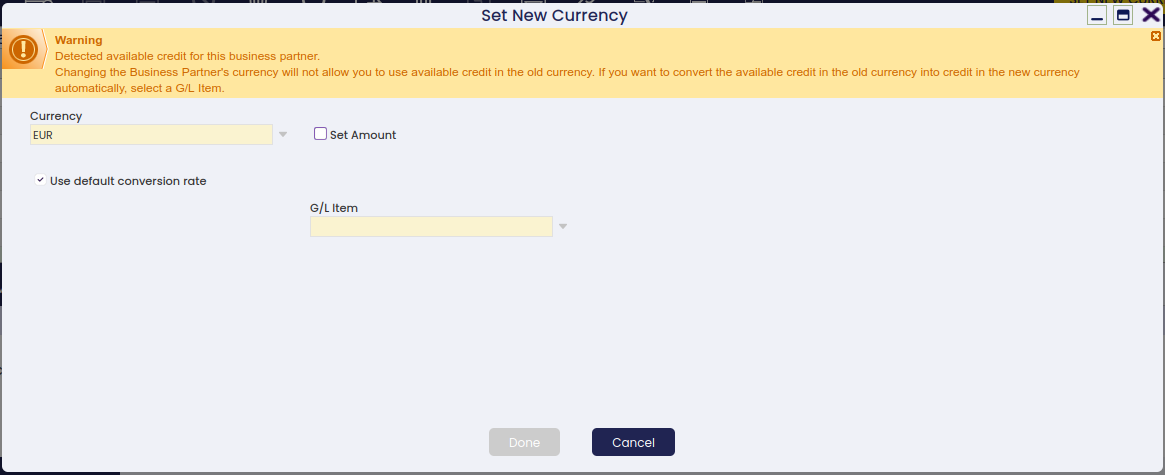 Set New Currency
Warning
Detected available credit for this business partner.
Changing the Business Partner's currency will not allow you to use available credit in the old currency. If you want to convert the available credit in the old currency into credit in the new currency
automatically, select a G/L Item.
Currency
EUR
Set Amount
Use default conversion rate
G/L Item
Done
Cancel